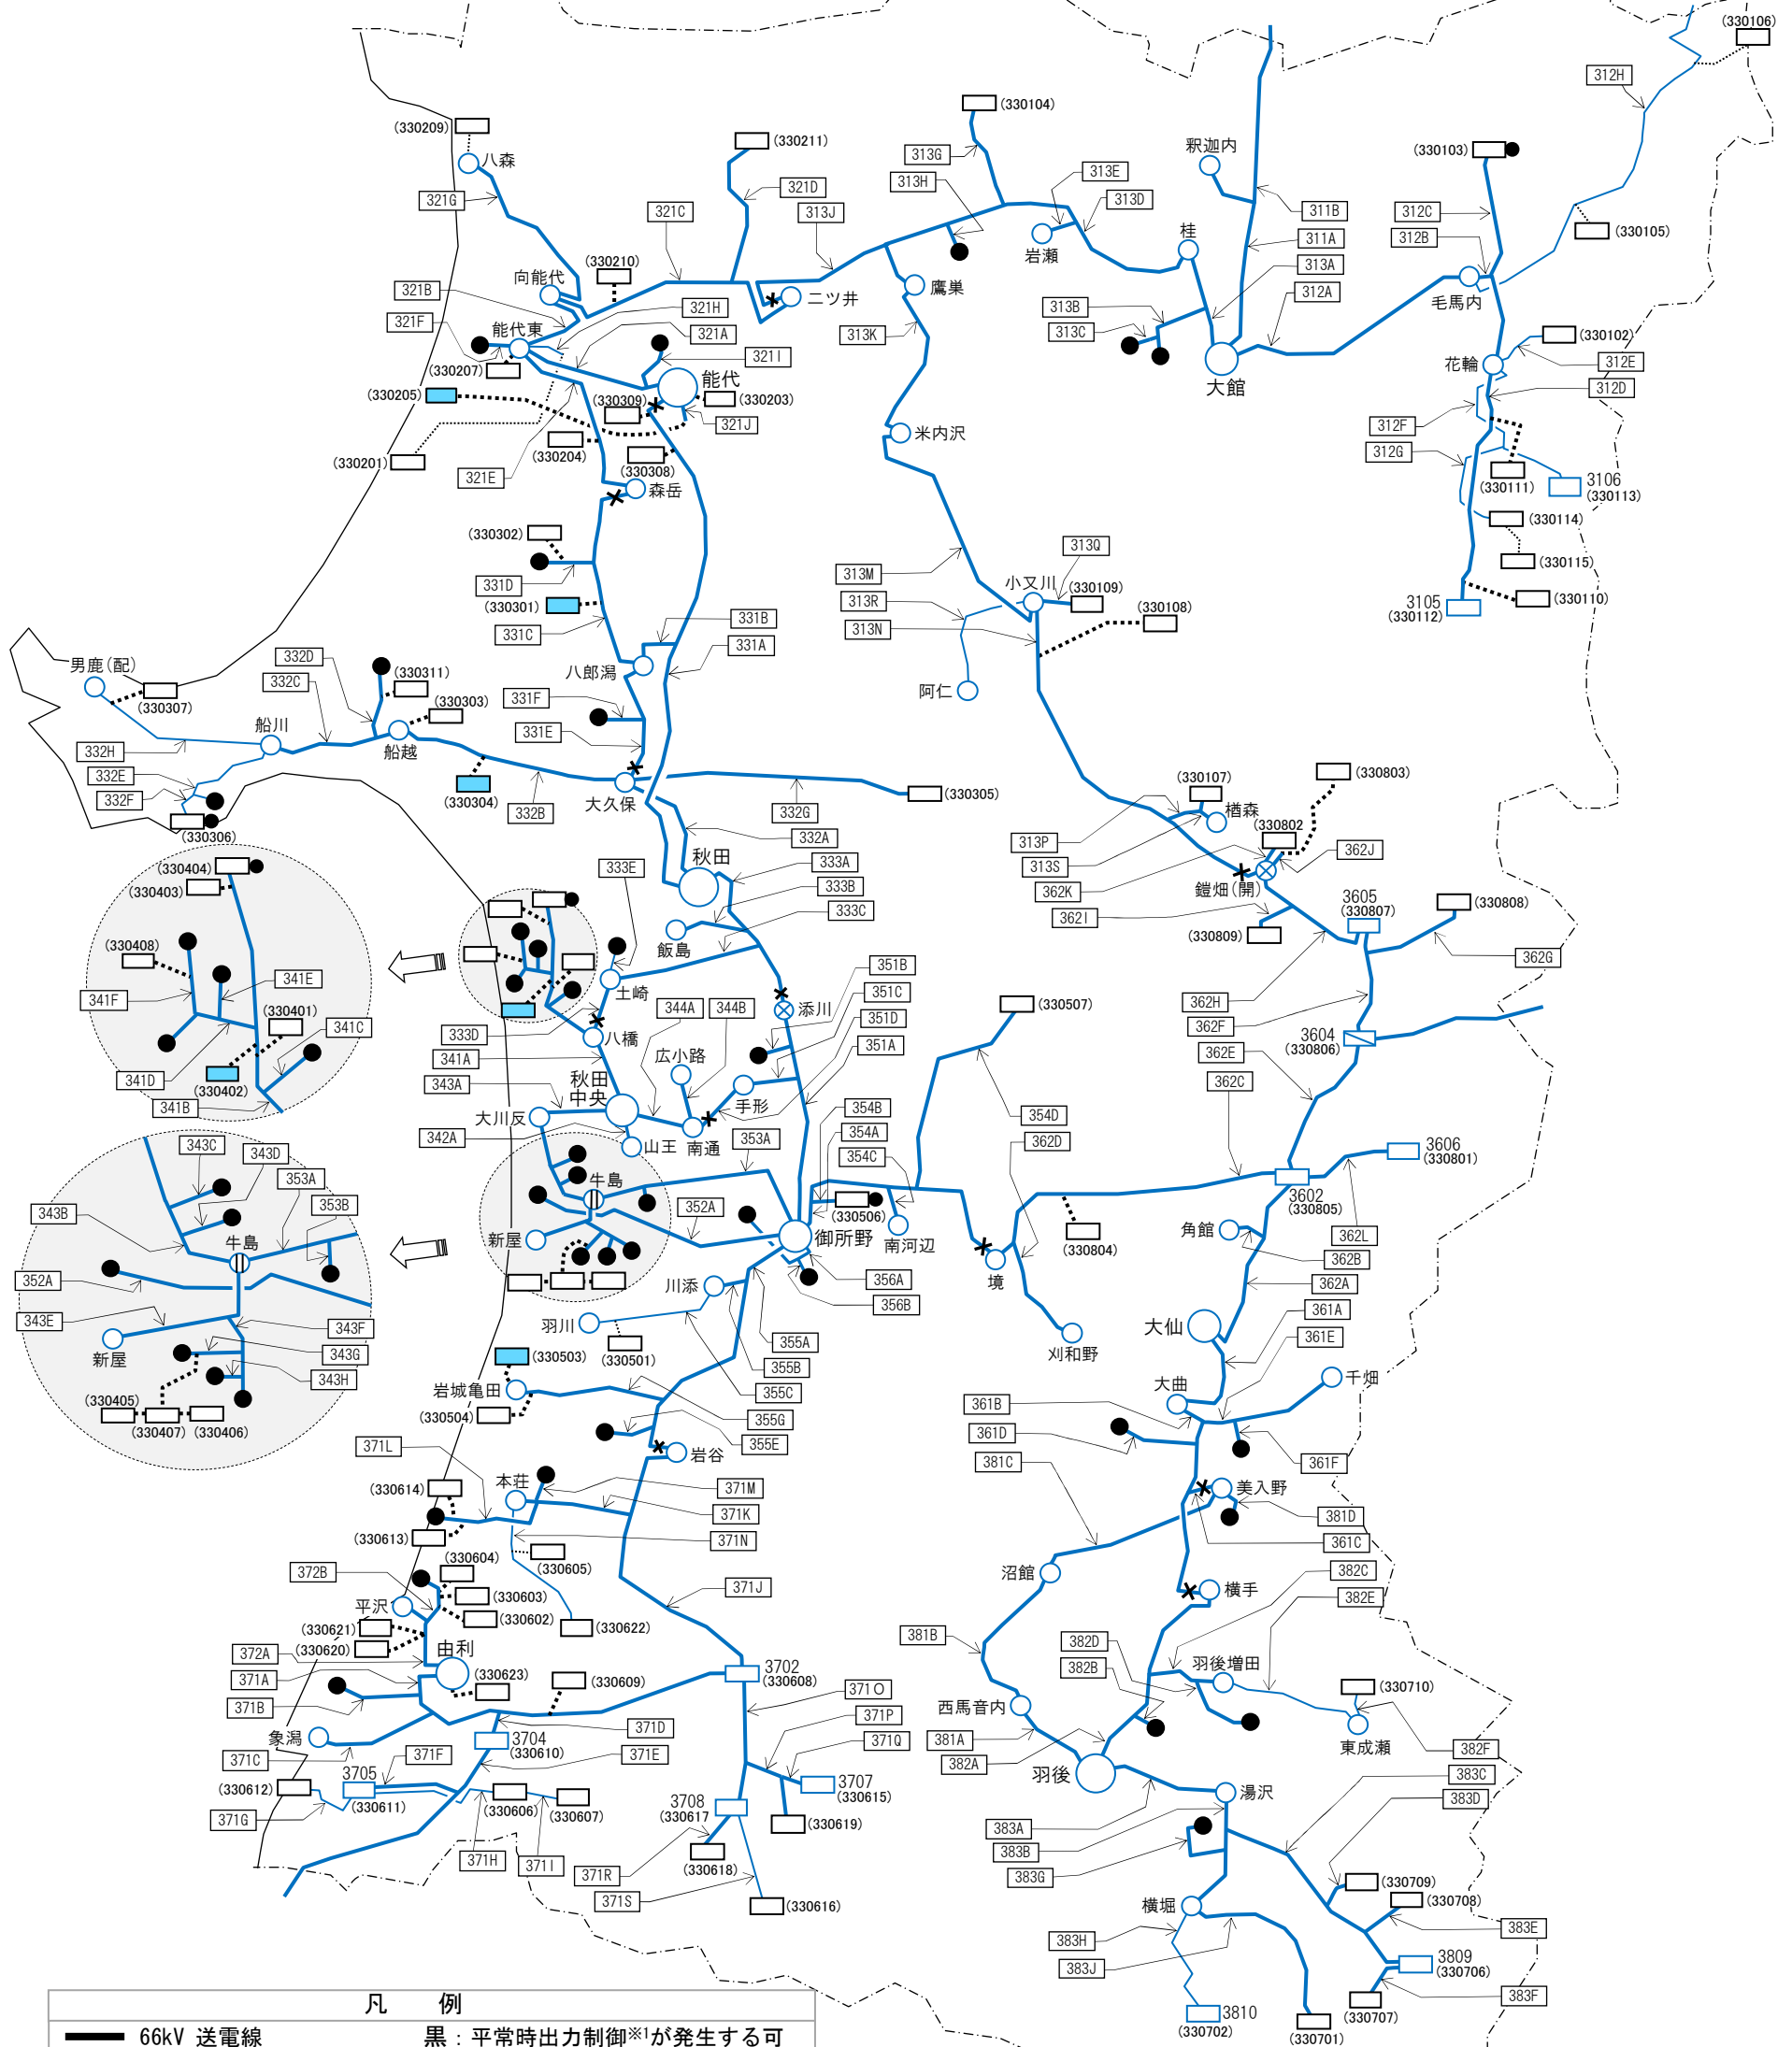 (330106)
312H
(330104)
(330209)
八森
(330211)
313G
313H
釈迦内
(330103)
313E
313D
321D
313J
321C
321G
311B
311A
312C
312B
(330105)
桂
岩瀬
(330210)
向能代
313A
312A
鷹巣
二ツ井
毛馬内
321B
321H
321F
能代東
321A
313B
313C
313K
(330102)
312E
花輪
312D
321I
能代
大館
(330207)
(330205)
(330309)
(330203)
321J
312F
312G
米内沢
(330204)
(330201)
(330308)
321E
森岳
(330111)
3106
(330113)
(330114)
(330302)
(330115)
313Q
313M
331D
小又川
313R
(330109)
(330301)
3105
(330112)
(330110)
331C
331B
331A
313N
(330108)
男鹿(配)
332D
332C
(330311)
八郎潟
阿仁
(330307)
(330303)
331F
船川
船越
331E
332H
332E
332F
(330304)
大久保
332B
332G
(330305)
(330306)
(330107)
(330803)
楢森
332A
313P
(330802
362J
秋田
333A
333E
313S
(330404)
(330403)
333B
362K
鎧畑(開)
333C
362I
3605
(330807)
(330808)
飯島
(330809)
(330408)
351B
362G
341E
土崎
351C
341F
添川
(330507)
362H
344A
344B
(330401)
341C
333D
351D
362F
3604
(330806)
八橋
341A
広小路
351A
362E
341D
(330402)
343A
秋田
中央
手形
362C
341B
大川反
354B
354D
342A
山王
南通
353A
354A
362D
343C
343D
354C
3606
(330801)
353A
牛島
353B
343B
352A
(330506)
3602
(330805)
角館
362L
牛島
新屋
御所野
南河辺
(330804)
362B
352A
川添
356A
境
362A
343E
356B
361A
343F
羽川
大仙
361E
新屋
343G
355A
(330501)
刈和野
343H
(330503)
355B
千畑
岩城亀田
355C
大曲
(330405)
(330504)
361B
(330407)
(330406)
355G
361D
371L
355E
岩谷
381C
361F
本荘
(330614)
371M
美入野
371K
381D
(330613)
371N
361C
(330604)
(330605)
382C
372B
沼館
横手
(330603)
371J
382E
平沢
(330602)
(330621)
(330622)
381B
382D
(330620)
由利
372A
羽後増田
382B
371A
(330623)
(330609)
3702
(330608)
(330710)
371B
371O
西馬音内
371P
象潟
371D
3704
(330610)
371Q
381A
東成瀬
371C
371F
371E
382A
382F
3705
(330611)
(330612)
羽後
383C
3707
(330615)
湯沢
383D
(330606)
(330607)
3708
(330617
371G
(330619)
383A
383B
371H
371I
(330618)
371R
383G
(330709)
371S
(330616)
横堀
(330708)
383E
383H
383J
3809
(330706)
383F
3810
(330702)
(330701)
(330707)
凡 例
66kV 送電線
黒:平常時出力制御※1が発生する可